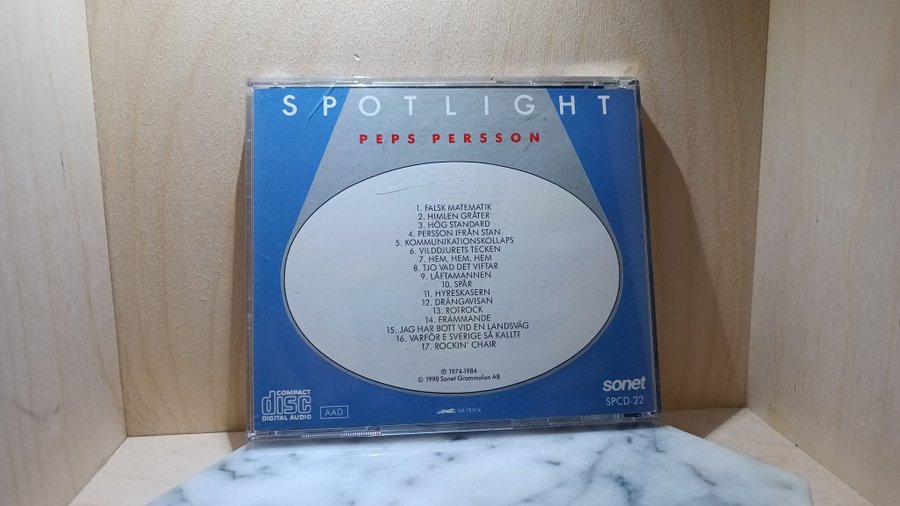 SPOTLIGHT
PEPS PERSSON
1. FALSK MATEMATIK
2. HIMLEN GRÅTER
3. HÖG STANDARD
4. PERSSON IFRÅN STAN
5. KOMMUNIKATIONSKOLLAPS
6. VILDDJURETS TECKEN
7. HEM, HEM, HEM
8. TJO VAD DET VIFTAR
9. LÅFTAMANNEN
10. SPÅR
11. HYRESKASERN
12. DRÄNGAVISAN
13. ROTROCK
14. FRÄMMANDE
15. JAG HAR BOTT VID EN LANDSVÄG
16. VARFÖR E SVERIGE SÅ KALLT?
17. ROCKIN' CHAIR
℗ 1974-1984
© 1990 Sonet Grammofon AB
COMPACT
disc
DIGITAL AUDIO
AAD
sonet
SPCD-22